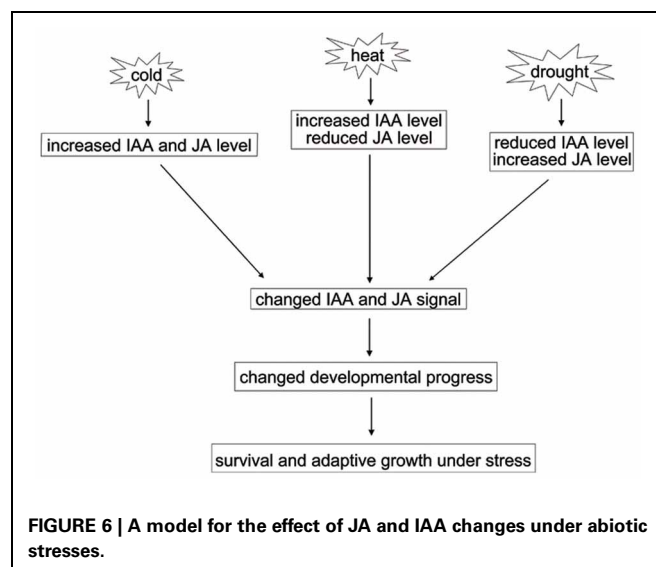 cold
heat
drought
increased IAA and JA level
increased IAA level
reduced JA level
reduced IAA level
increased JA level
changed IAA and JA signal
changed developmental progress
survival and adaptive growth under stress
FIGURE 6 | A model for the effect of JA and IAA changes under abiotic
stresses.